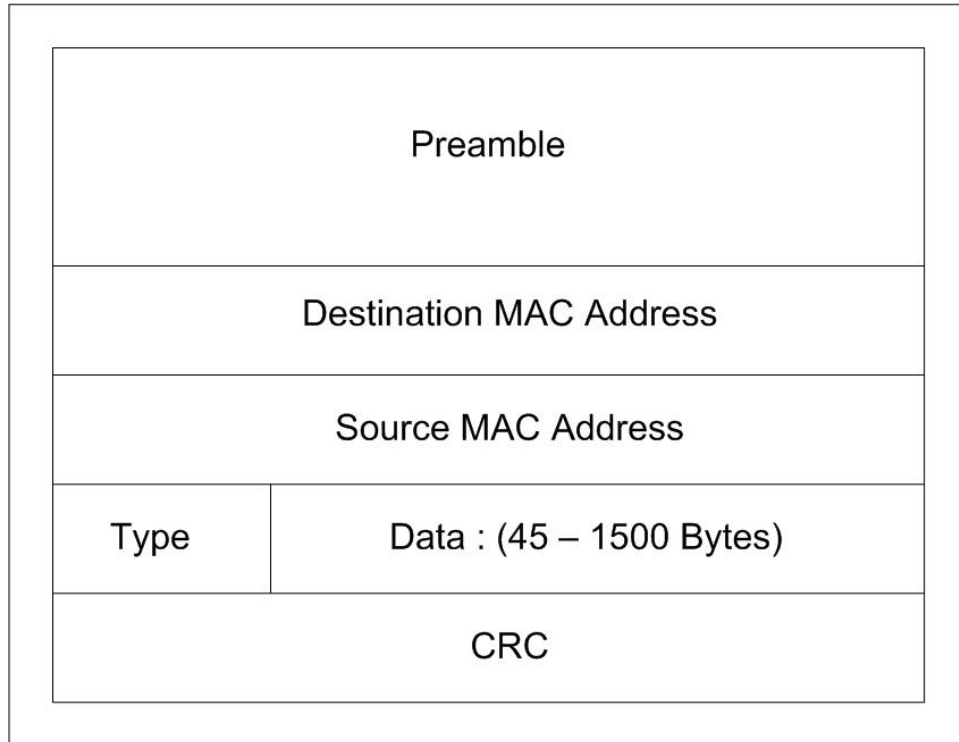 Preamble
Destination MAC Address
Source MAC Address
Type
Data : (45 – 1500 Bytes)
CRC